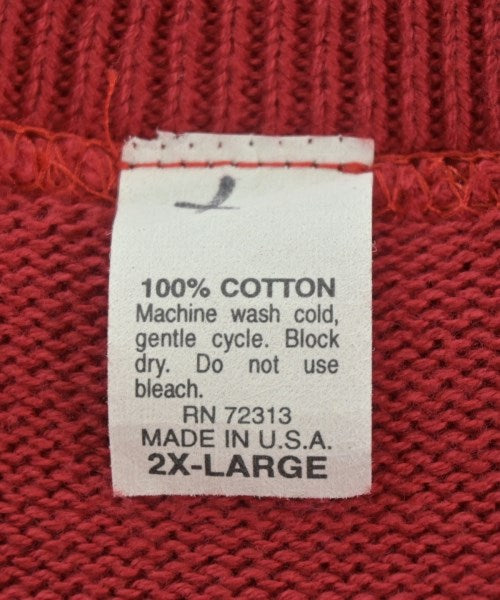 100% COTTON
Machine wash cold,
gentle cycle. Block
dry. Do not use
bleach.
RN 72313
MADE IN U.S.A.
2X-LARGE